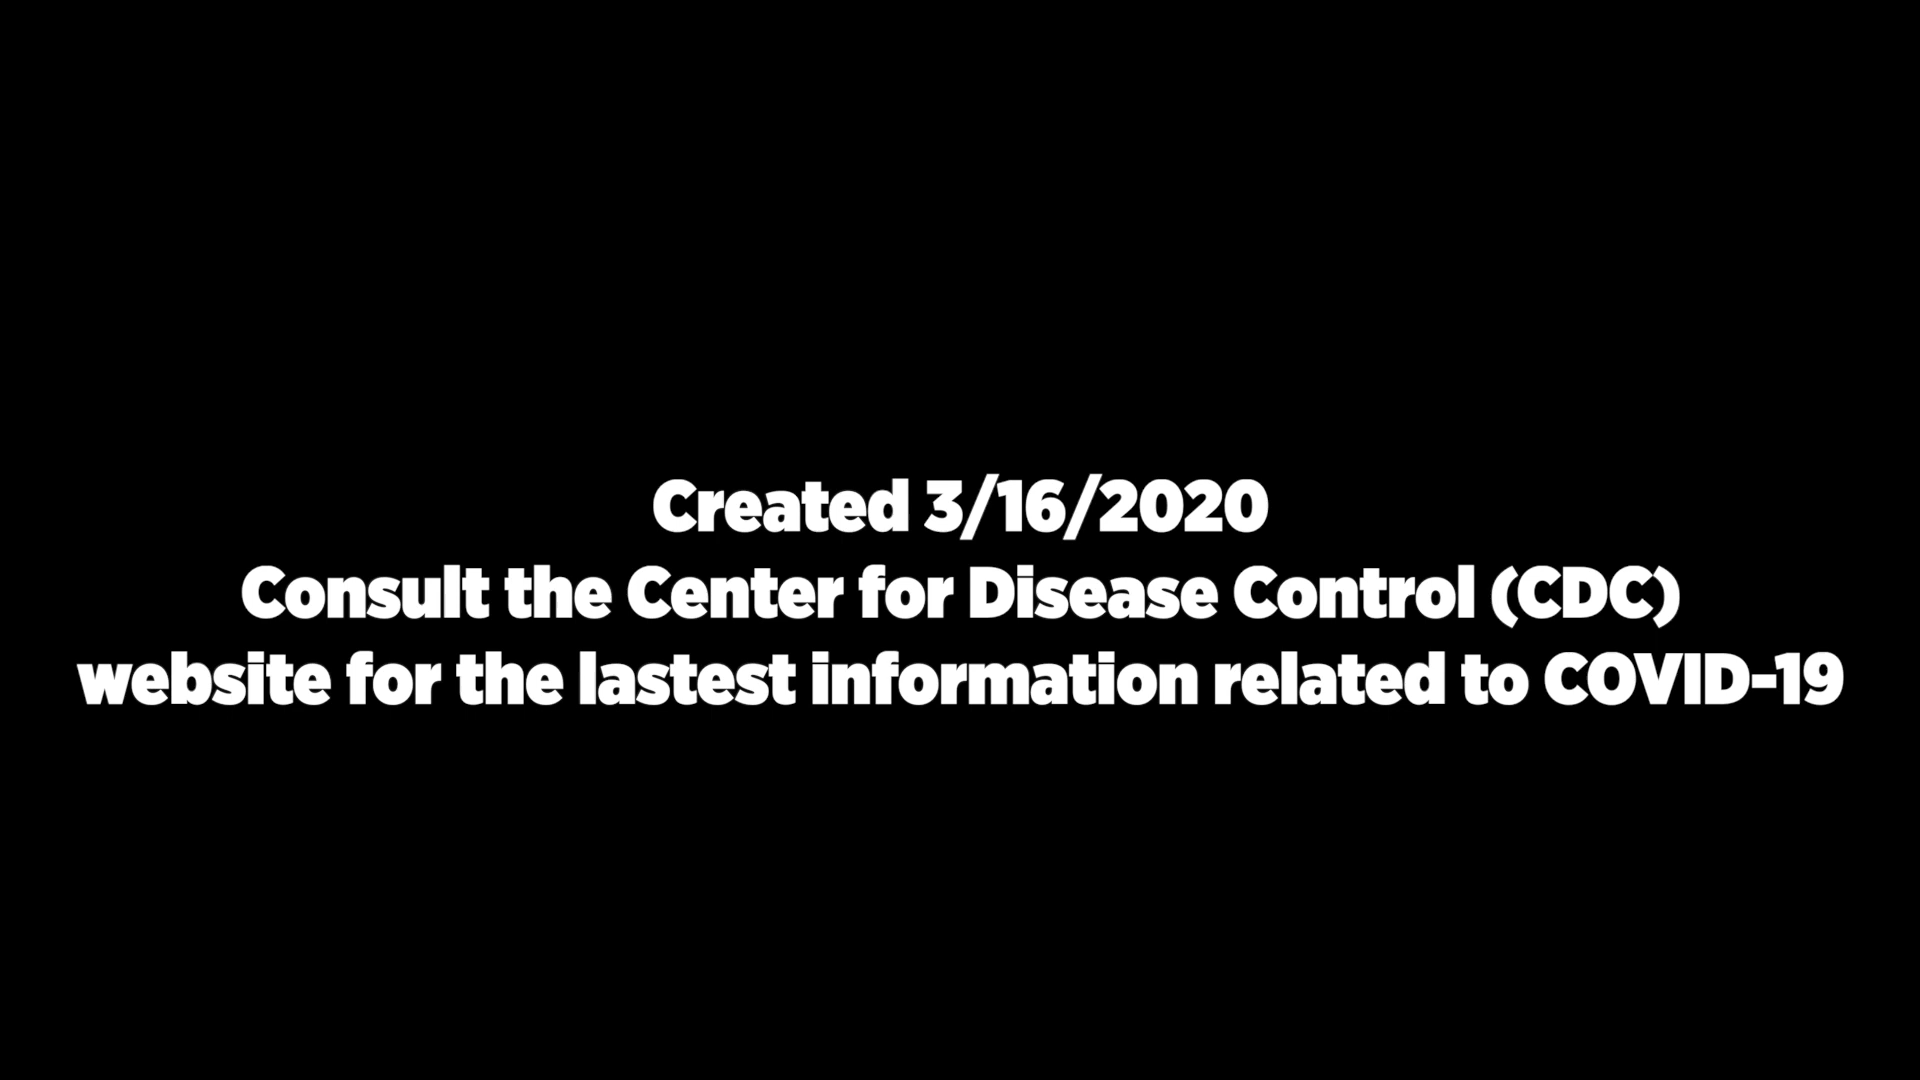 Created 3/16/2020
Consult the Center for Disease Control (CDC)
website for the lastest information related to COVID-19